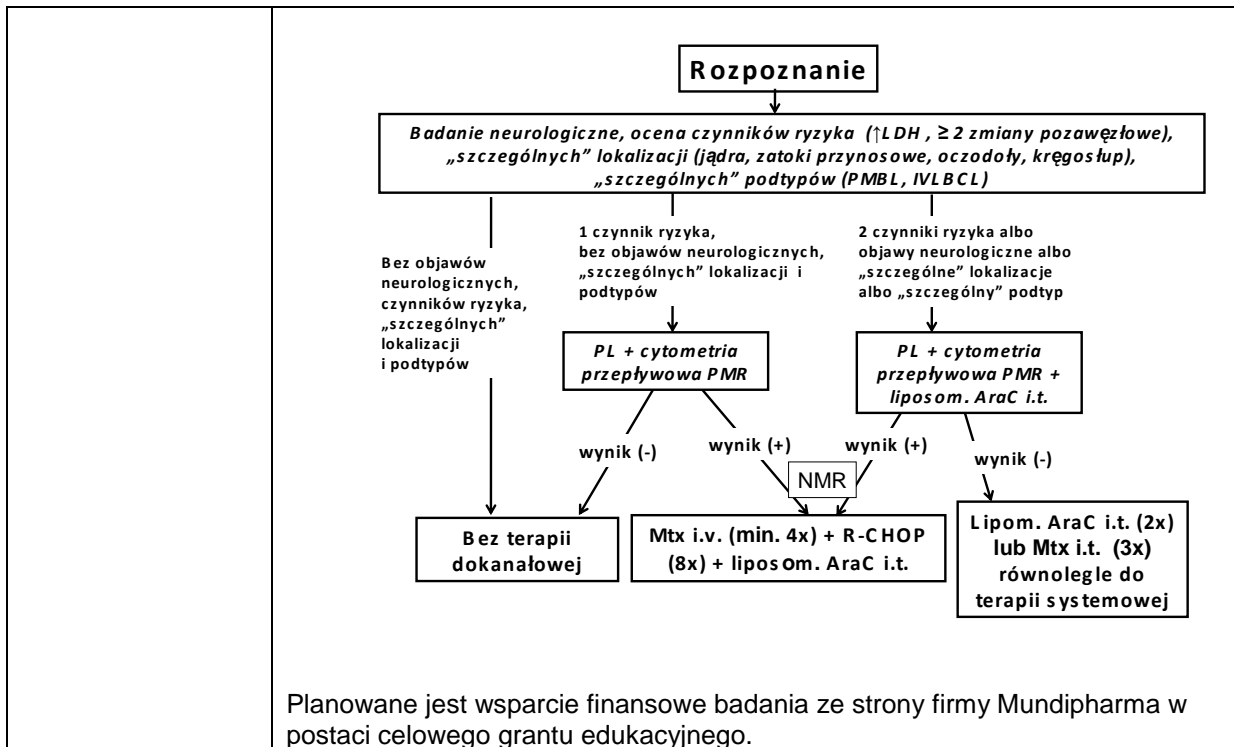 Rozpoznanie
Badanie neurologiczne, ocena czynników ryzyka (↑LDH , ≥ 2 zmiany pozawęzłowe),
„szczególnych” lokalizacji (jądra, zatoki przynosowe, oczodoły, kręgosłup),
„szczególnych” podtypów (PMBL, IVLBCL)
Bez objawów
neurologicznych,
czynników ryzyka,
„szczególnych”
lokalizacji
i podtypów
1 czynnik ryzyka,
bez objawów neurologicznych,
„szczególnych” lokalizacji i
podtypów
2 czynniki ryzyka albo
objawy neurologiczne albo
„szczególne” lokalizacje
albo „szczególny” podtyp
PL + cytometria
przepływowa PMR
PL + cytometria
przepływowa PMR +
liposom. AraC i.t.
wynik (-)
wynik (+)
wynik (+)
wynik (-)
NMR
Bez terapii
dokanałowej
Mtx i.v. (min. 4x) + R-CHOP
(8x) + liposom. AraC i.t.
Lipom. AraC i.t. (2x)
lub Mtx i.t. (3x)
równolegle do
terapii systemowej
Planowane jest wsparcie finansowe badania ze strony firmy Mundipharma w
postaci celowego grantu edukacyjnego.